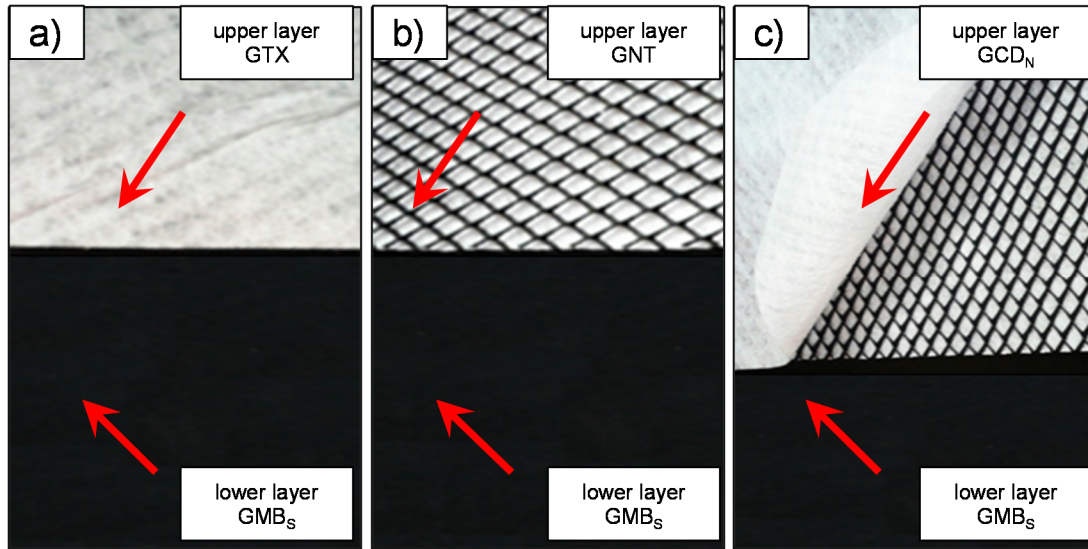 a)
upper layer
GTX
lower layer
GMBS
b)
upper layer
GNT
lower layer
GMBS
c)
upper layer
GCDN
lower layer
GMBS